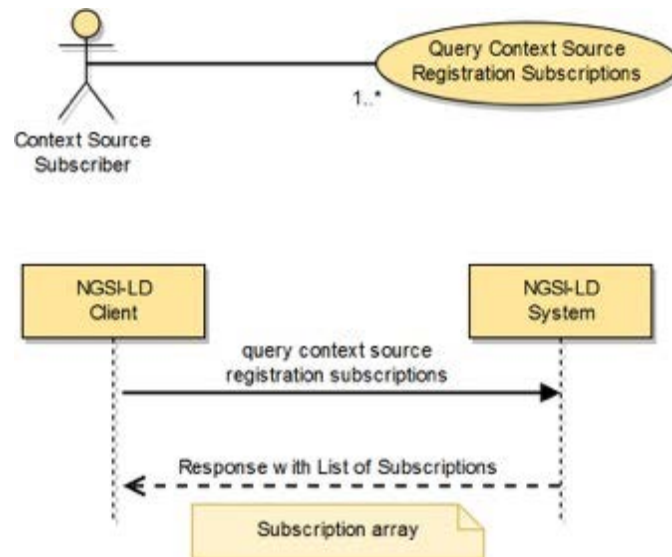 Query Context Source
Registration Subscriptions
1..*
Context Source
Subscriber
NGSI-LD
Client
NGSI-LD
System
query context source
registration subscriptions
Response with List of Subscriptions
Subscription array